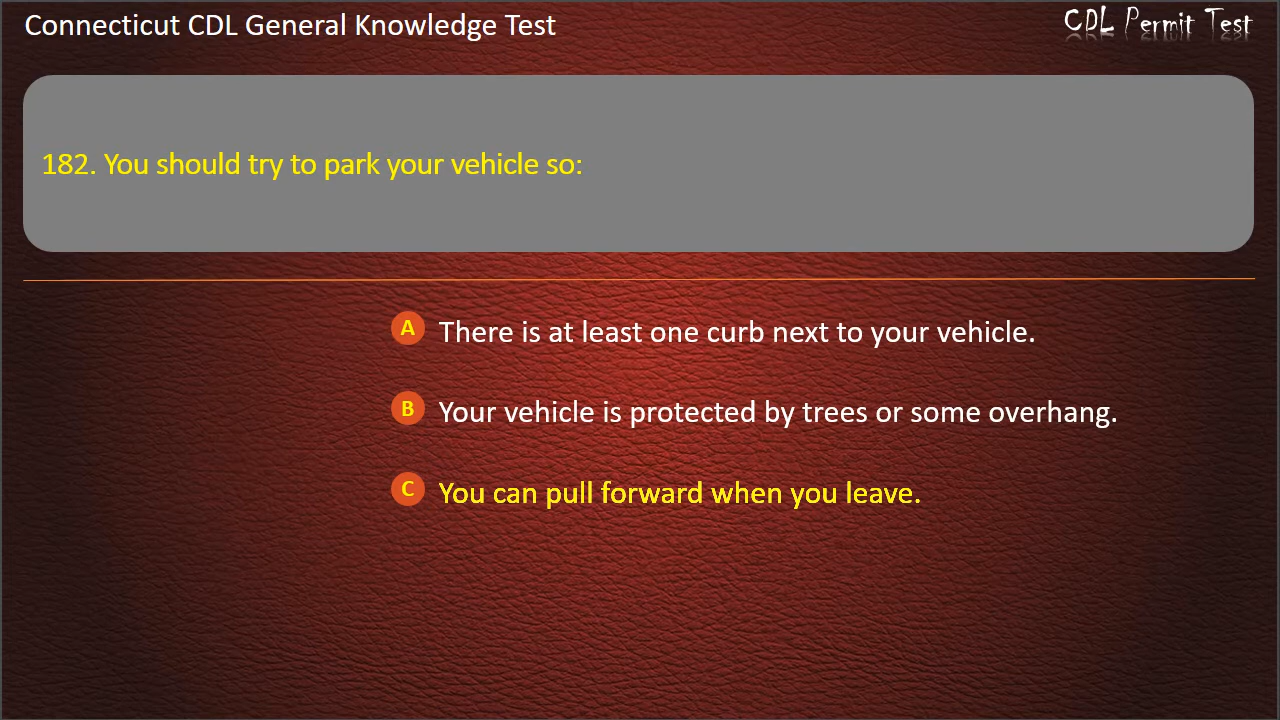 Connecticut CDL General Knowledge Test
CDL Permit Test
182. You should try to park your vehicle so:
A There is at least one curb next to your vehicle.
B Your vehicle is protected by trees or some overhang.
C You can pull forward when you leave.